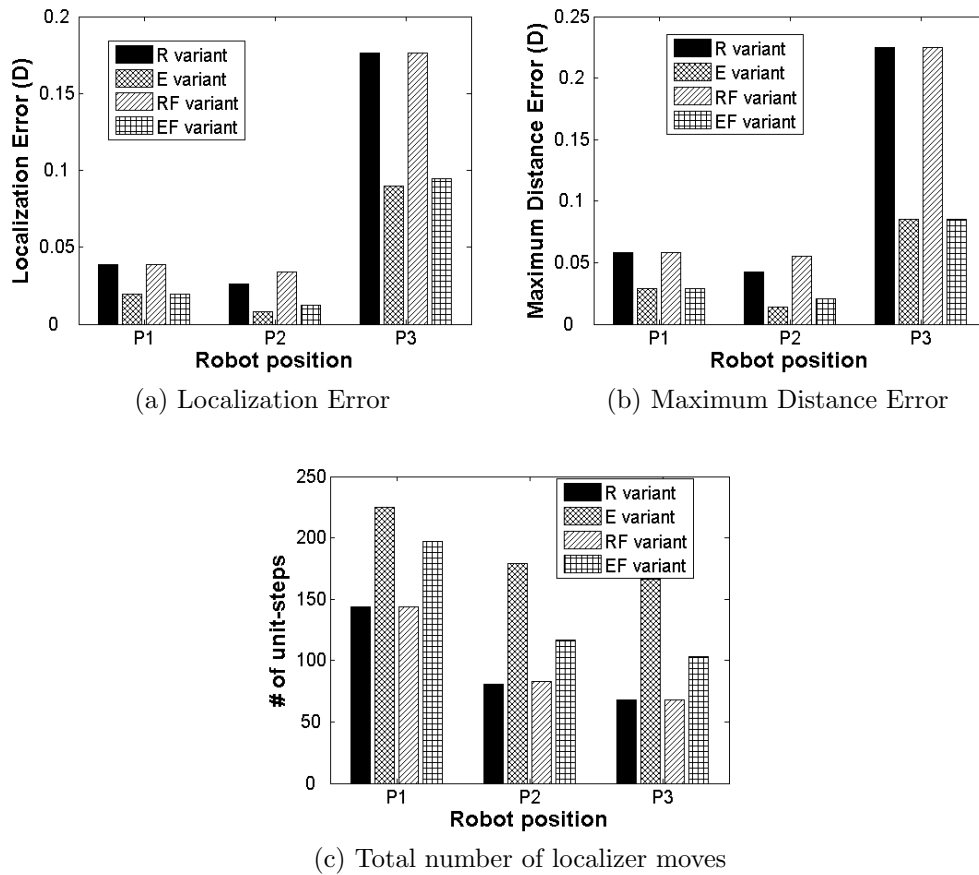 Localization Error (D)
0.2
0.15
0.1
0.05
0
R variant
E variant
RF variant
EF variant
P1 P2 P3
Robot position
(a) Localization Error
Maximum Distance Error (D)
0.25
0.2
0.15
0.1
0.05
0
R variant
E variant
RF variant
EF variant
P1 P2 P3
Robot position
(b) Maximum Distance Error
# of unit-steps
250
200
150
100
50
0
R variant
E variant
RF variant
EF variant
P1 P2 P3
Robot position
(c) Total number of localizer moves